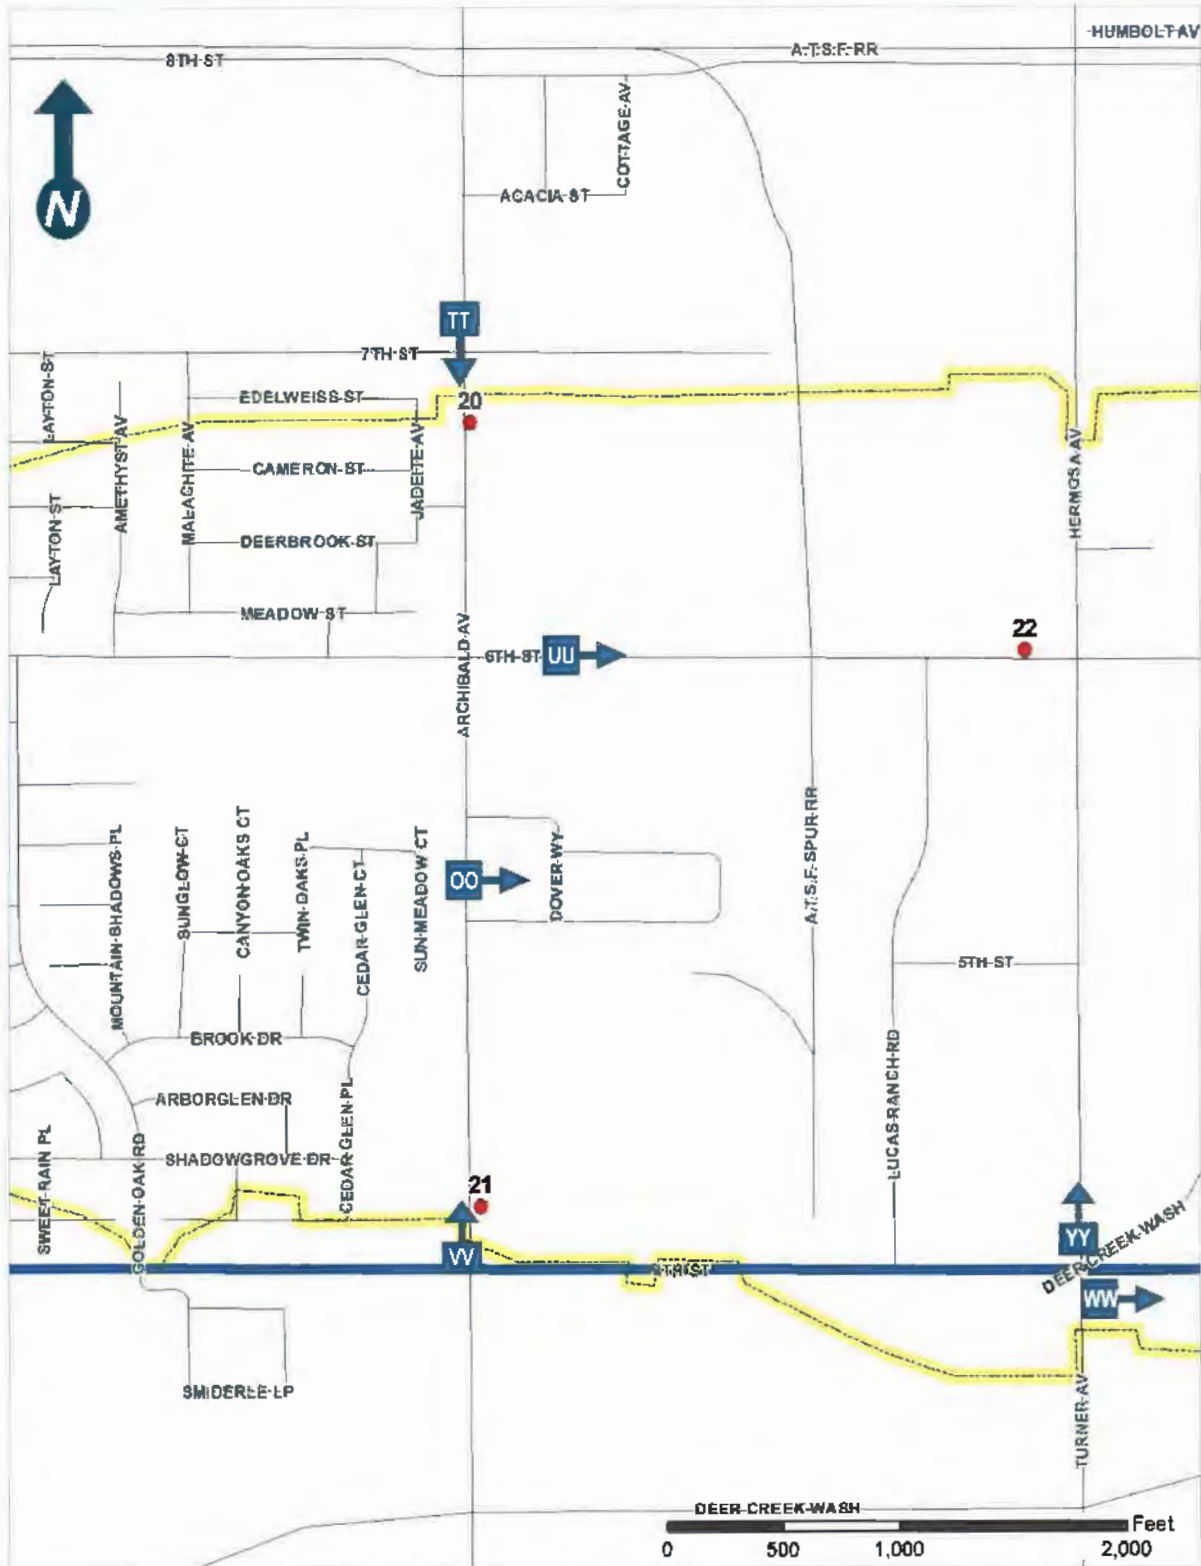 HUMBOLT AV
8TH ST
A.T.S.F. RR
COTTAGE AV
ACACIA ST
N
TT
7TH ST
LAYTON ST
EDELWEISS ST
20
AMETHYST AV
MALACHITE AV
JADEITE AV
HERMOSA AV
CAMERON ST
LAYTON ST
DEERBROOK ST
MEADOW ST
ARCHIBALD AV
22
6TH ST
UU
A.T.S.F. SPUR RR
MOUNTAIN SHADOWS PL
SUNGLOW CT
CANYON OAKS CT
TWIN OAKS PL
CEDAR GLEN CT
SUN MEADOW CT
OO
DOVER WY
5TH ST
BROOK DR
LUCAS RANCH RD
ARBORGLEN DR
CEDAR GLEN PL
SWEET RAIN PL
GOLDEN OAK RD
SHADOWGROVE DR
21
VV
YY
DEER CREEK WASH
4TH ST
WW
SMIDERLE LP
TURNER AV
DEER CREEK WASH
Feet
0 500 1,000 2,000